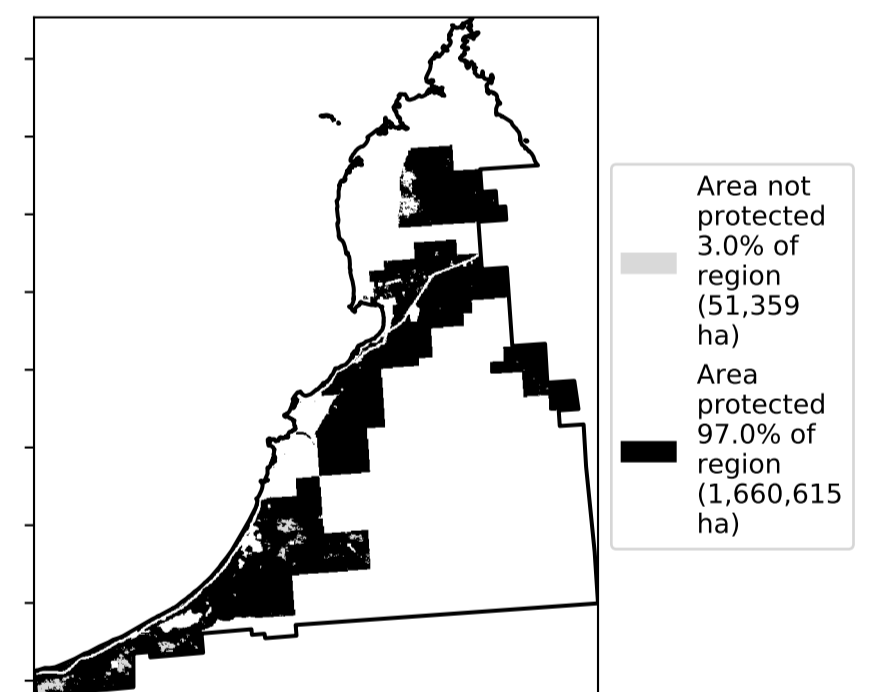 Area not
protected
3.0% of
region
(51,359
ha)
Area
protected
97.0% of
region
(1,660,615
ha)